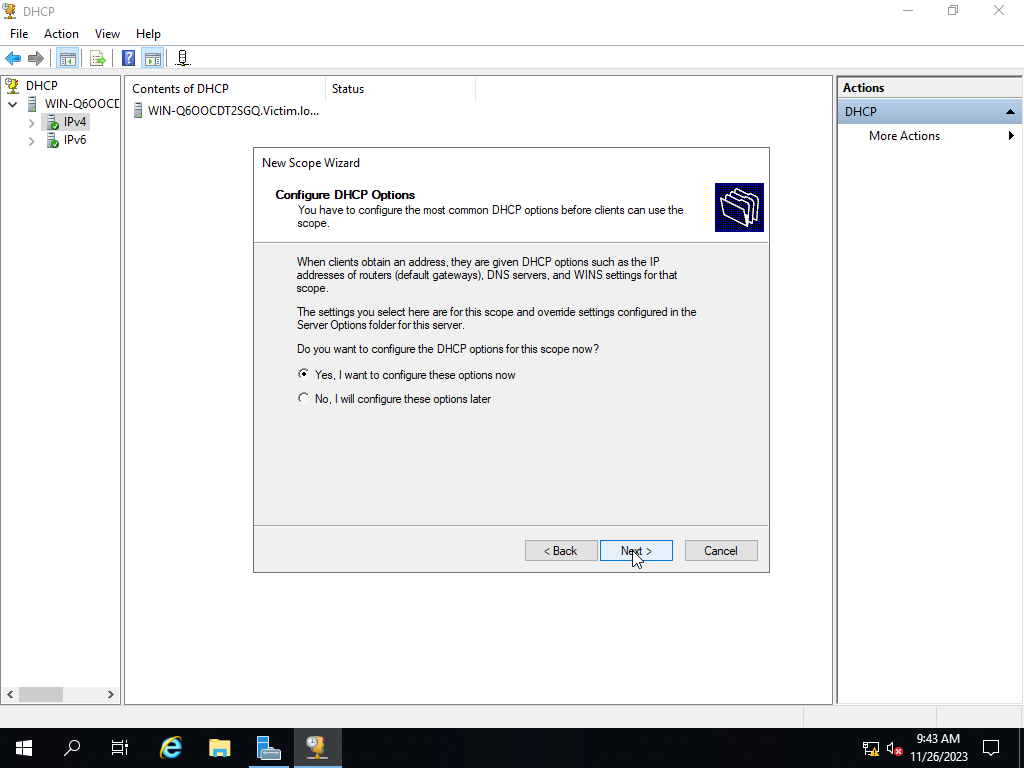 DHCP
File Action View Help
DHCP
WIN-Q6OOCD
IPv4
IPv6
Contents of DHCP Status
WIN-Q6OOCDT2SGQ.Victim.lo...
Actions
DHCP
More Actions
New Scope Wizard
Configure DHCP Options
You have to configure the most common DHCP options before clients can use the
scope.
When clients obtain an address, they are given DHCP options such as the IP
addresses of routers (default gateways), DNS servers, and WINS settings for that
scope.
The settings you select here are for this scope and override settings configured in the
Server Options folder for this server.
Do you want to configure the DHCP options for this scope now?
Yes, I want to configure these options now
No, I will configure these options later
< Back Next > Cancel
9:43 AM
11/26/2023